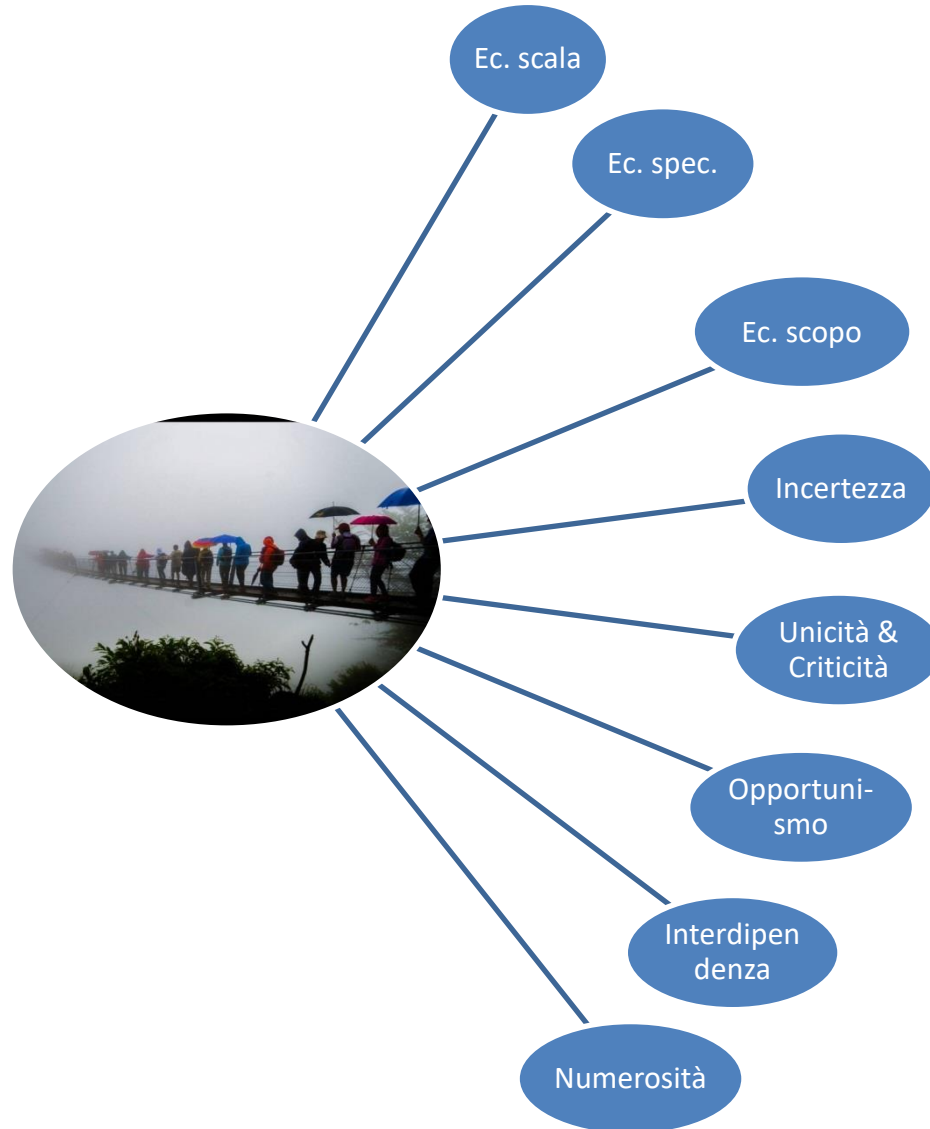 Ec. scala
Ec. spec.
Ec. scopo
Incertezza
Unicità &
Criticità
Opportuni-
smo
Interdipen
denza
Numerosità